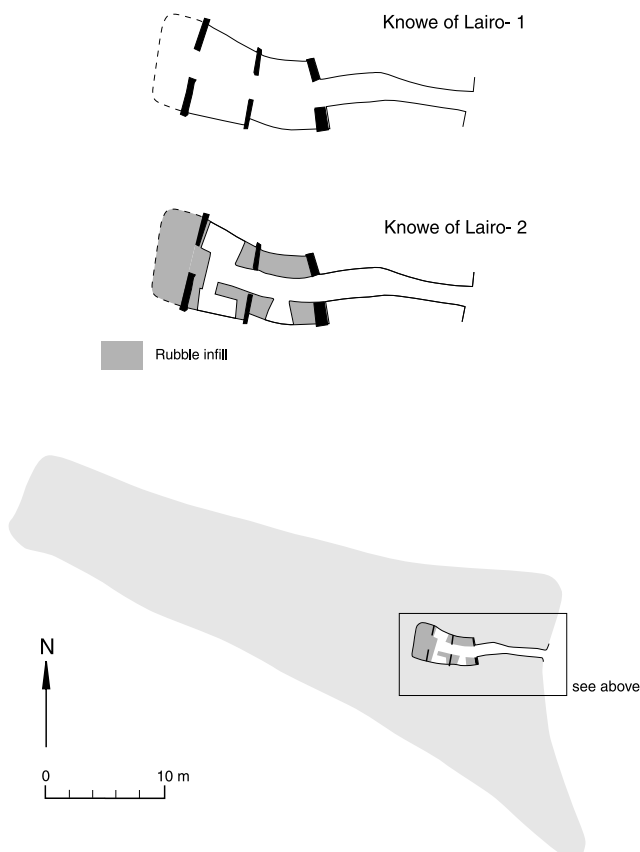 Knowe of Lairo- 1
Knowe of Lairo- 2
Rubble infill
N
see above
0 10 m